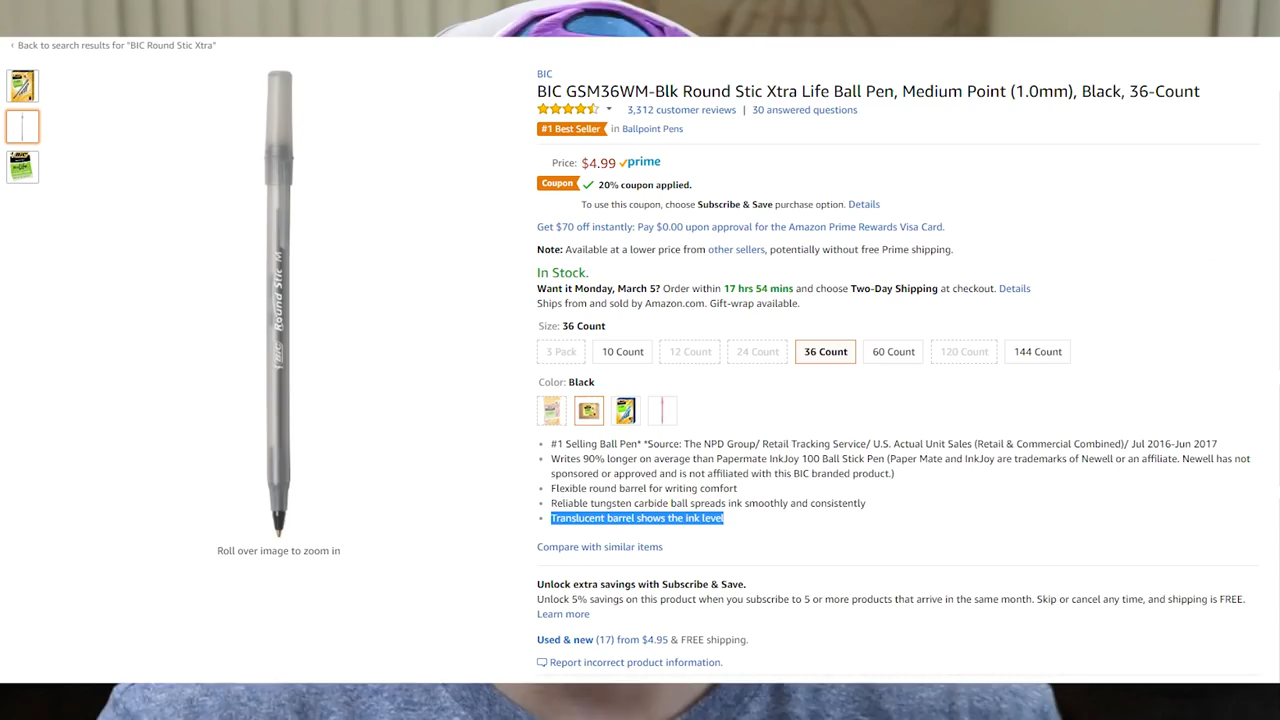 ‹ Back to search results for "BIC Round Stic Xtra"
BIC
GSM36WM-Blk Round Stic Xtra Life Ball Pen, Medium Point (1.0mm), Black, 36-Count
3,312 customer reviews | 30 answered questions
#1 Best Seller in Ballpoint Pens
Price: $4.99 prime
Coupon 20% coupon applied.
To use this coupon, choose Subscribe & Save purchase option. Details
Get $70 off instantly: Pay $0.00 upon approval for the Amazon Prime Rewards Visa Card.
Note: Available at a lower price from other sellers, potentially without free Prime shipping.
In Stock.
Want it Monday, March 5? Order within 17 hrs 54 mins and choose Two-Day Shipping at checkout. Details
Ships from and sold by Amazon.com. Gift-wrap available.
Size: 36 Count
3 Pack 10 Count 12 Count 24 Count 36 Count 60 Count 120 Count 144 Count
Color: Black
• #1 Selling Ball Pen* *Source: The NPD Group/ Retail Tracking Service/ U.S. Actual Unit Sales (Retail & Commercial Combined)/ Jul 2016-Jun 2017
• Writes 90% longer on average than Papermate InkJoy 100 Ball Stick Pen (Paper Mate and InkJoy are trademarks of Newell or an affiliate. Newell has not
sponsored or approved and is not affiliated with this BIC branded product.)
• Flexible round barrel for writing comfort
• Reliable tungsten carbide ball spreads ink smoothly and consistently
• Translucent barrel shows the ink level
Compare with similar items
Unlock extra savings with Subscribe & Save.
Unlock 5% savings on this product when you subscribe to 5 or more products that arrive in the same month. Skip or cancel any time, and shipping is FREE.
Learn more
Used & new (17) from $4.95 & FREE shipping.
Report incorrect product information.
BIC Round Stic M
Roll over image to zoom in